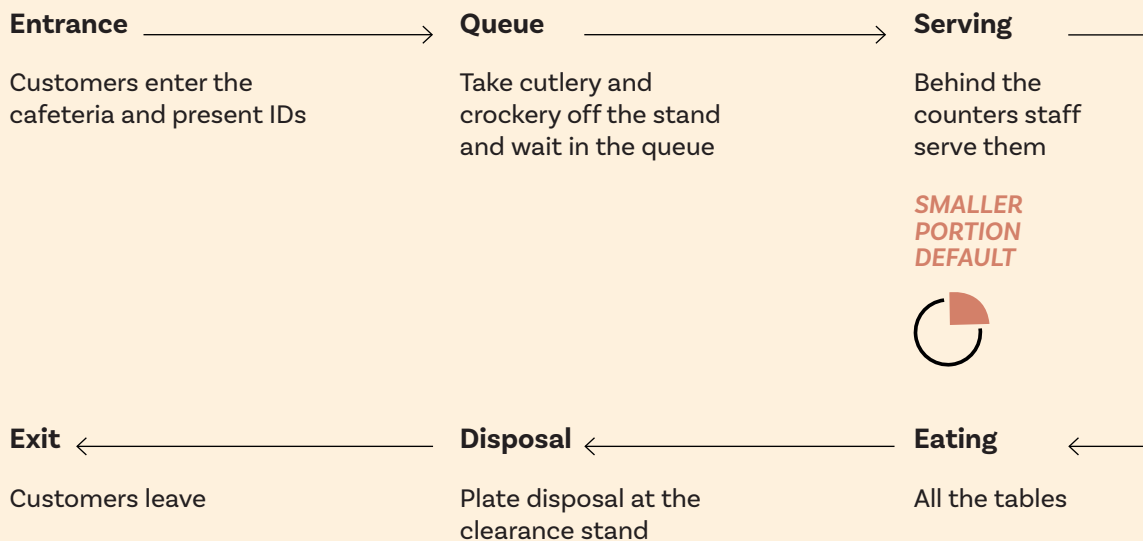 Entrance
Customers enter the
cafeteria and present IDs
Queue
Take cutlery and
crockery off the stand
and wait in the queue
Serving
Behind the
counters staff
serve them
SMALLER
PORTION
DEFAULT
Exit
Customers leave
Disposal
Plate disposal at the
clearance stand
Eating
All the tables